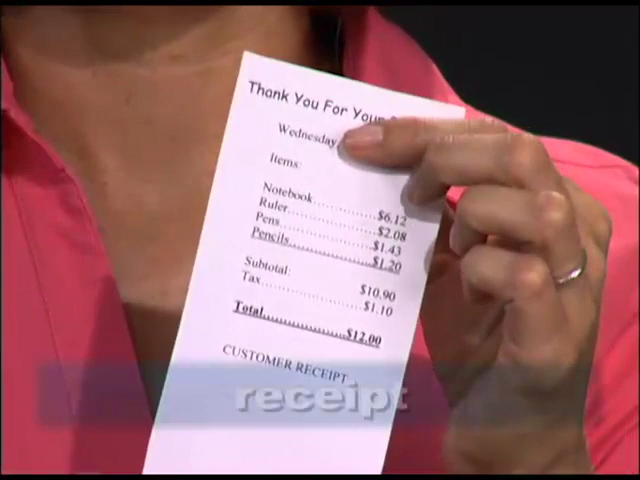 Thank You For Your
Wednesday,
Items:
Notebook..................$6.12
Ruler........................$2.08
Pens.........................$1.43
Pencils......................$1.20
Subtotal: $10.90
Tax...........................$1.10
Total.........................$12.00
CUSTOMER RECEIPT
receipt